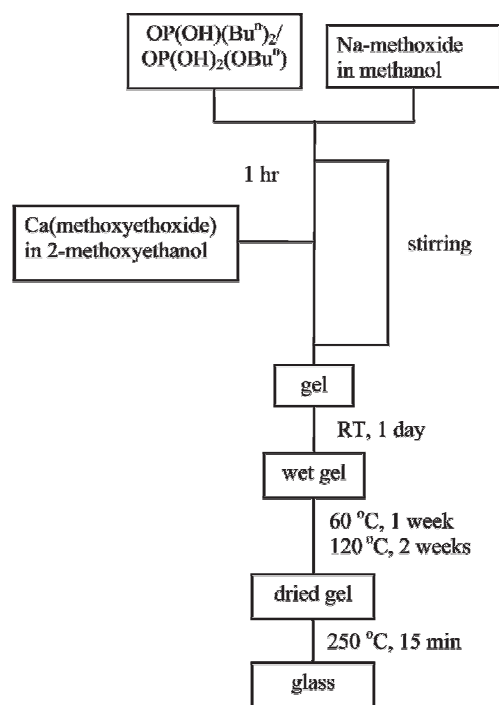 OP(OH)(Buⁿ)₂/
OP(OH)₂(OBuⁿ)
Na-methoxide
in methanol
1 hr
Ca(methoxyethoxide)
in 2-methoxyethanol
stirring
gel
RT, 1 day
wet gel
60 °C, 1 week
120 °C, 2 weeks
dried gel
250 °C, 15 min
glass